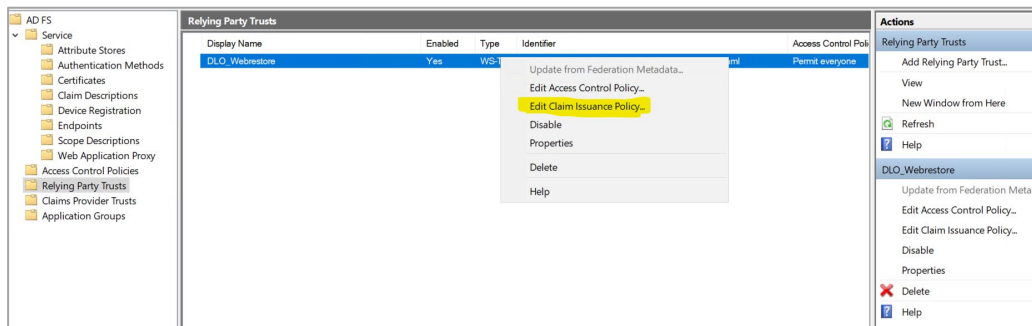 AD FS
Service
Attribute Stores
Authentication Methods
Certificates
Claim Descriptions
Device Registration
Endpoints
Scope Descriptions
Web Application Proxy
Access Control Policies
Relying Party Trusts
Claims Provider Trusts
Application Groups
Relying Party Trusts
Display Name Enabled Type Identifier Access Control Poli
DLO_Webrestore Yes WS-T Permit everyone
Update from Federation Metadata...
Edit Access Control Policy...
Edit Claim Issuance Policy...
Disable
Properties
Delete
Help
Actions
Relying Party Trusts
Add Relying Party Trust...
View
New Window from Here
Refresh
Help
DLO_Webrestore
Update from Federation Meta
Edit Access Control Policy...
Edit Claim Issuance Policy...
Disable
Properties
Delete
Help